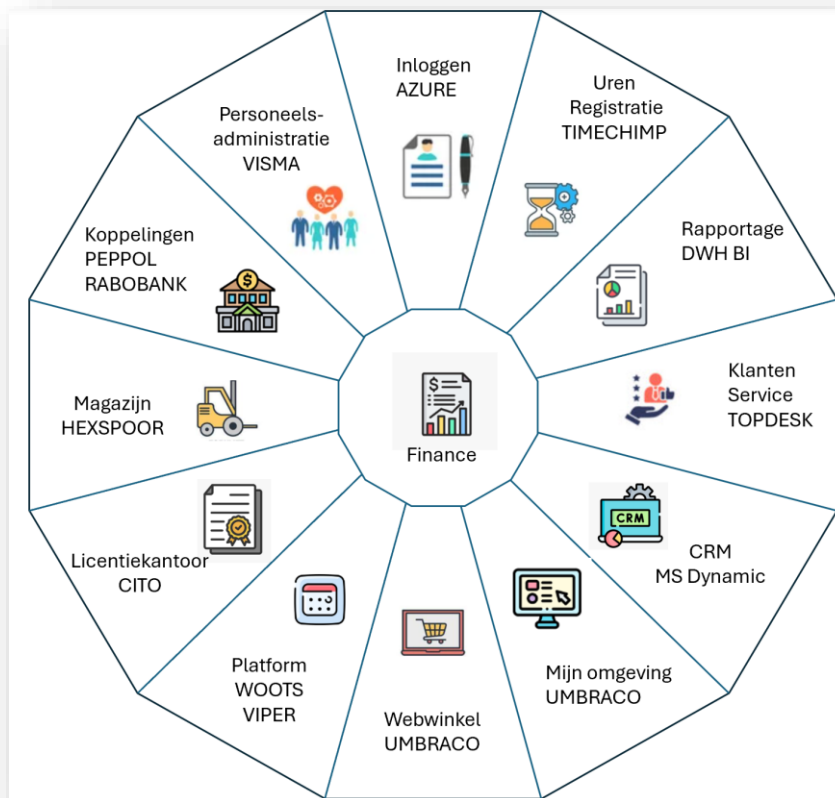 Inloggen
AZURE
Uren
Registratie
TIMECHIMP
Rapportage
DWH BI
Klanten
Service
TOPDESK
CRM
CRM
MS Dynamic
Mijn omgeving
UMBRACO
Webwinkel
UMBRACO
Platform
WOOTS
VIPER
Licentiekantoor
CITO
Magazijn
HEXSPOOR
Koppelingen
PEPPOL
RABOBANK
$
Personeels-
administratie
VISMA
$
Finance